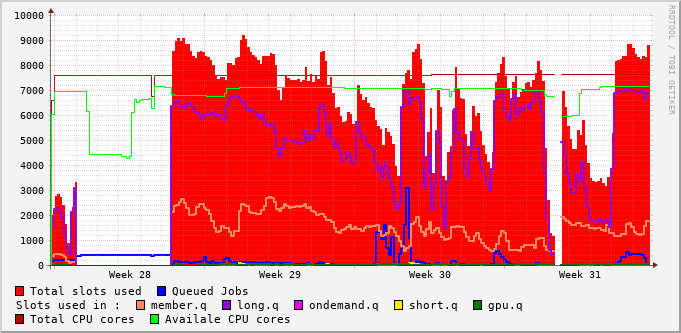 10000
9000
8000
7000
6000
5000
4000
3000
2000
1000
0
Week 28 Week 29 Week 30 Week 31
RRDTOOL / TOBI OETIKER
Total slots used Queued Jobs
Slots used in : member.q long.q ondemand.q short.q gpu.q
Total CPU cores Availale CPU cores